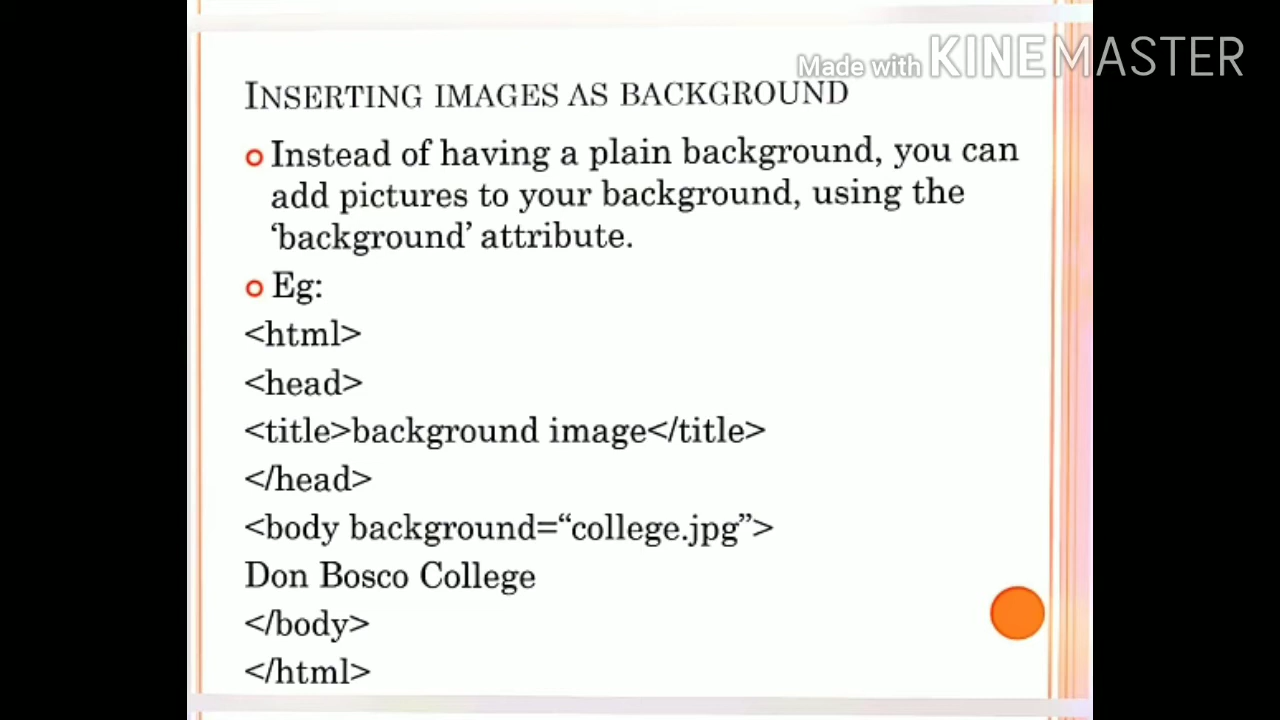 Made with KINEMASTER
INSERTING IMAGES AS BACKGROUND
Instead of having a plain background, you can
add pictures to your background, using the
‘background’ attribute.
Eg:
<html>
<head>
<title>background image</title>
</head>
<body background=“college.jpg”>
Don Bosco College
</body>
</html>